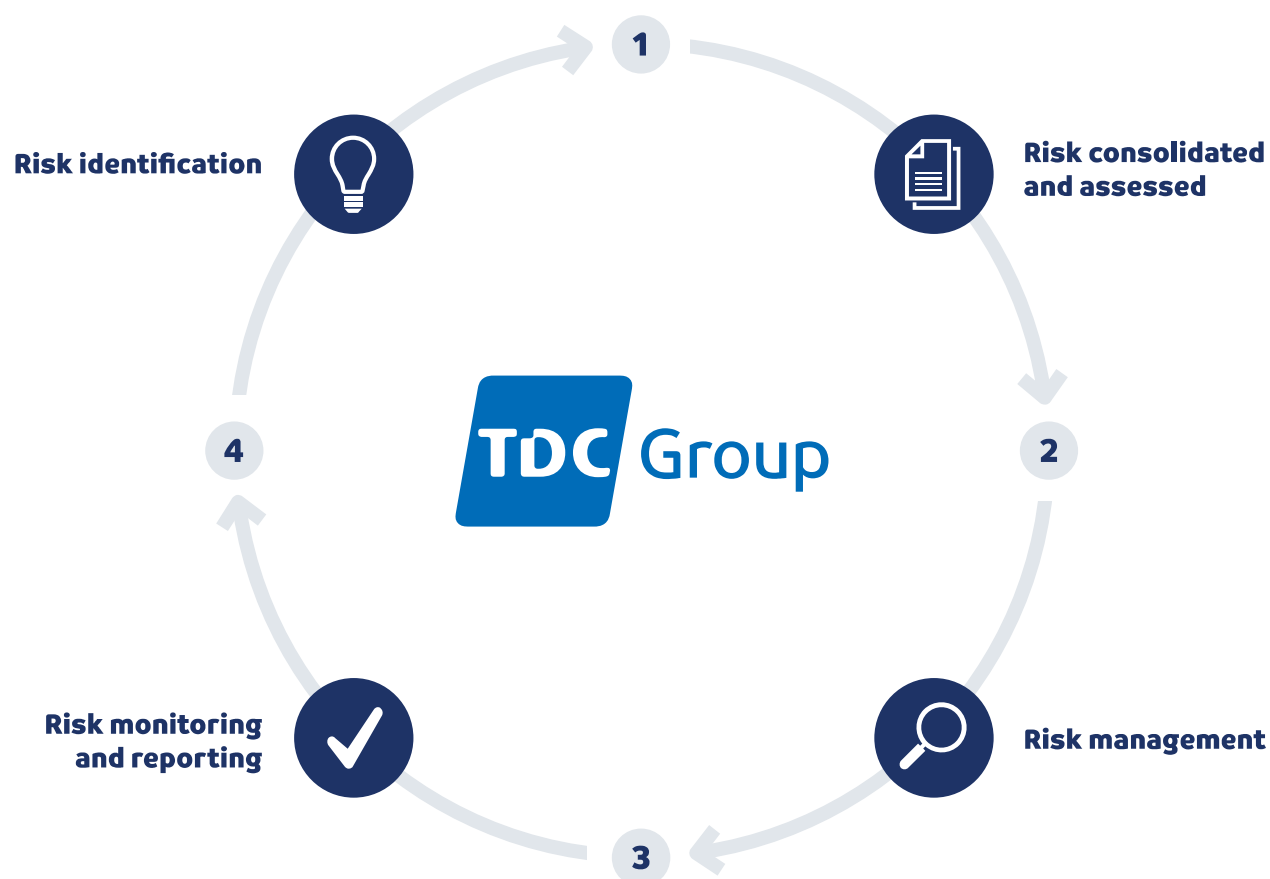 1
Risk identification
Risk consolidated
and assessed
4
TDC Group
2
Risk monitoring
and reporting
Risk management
3